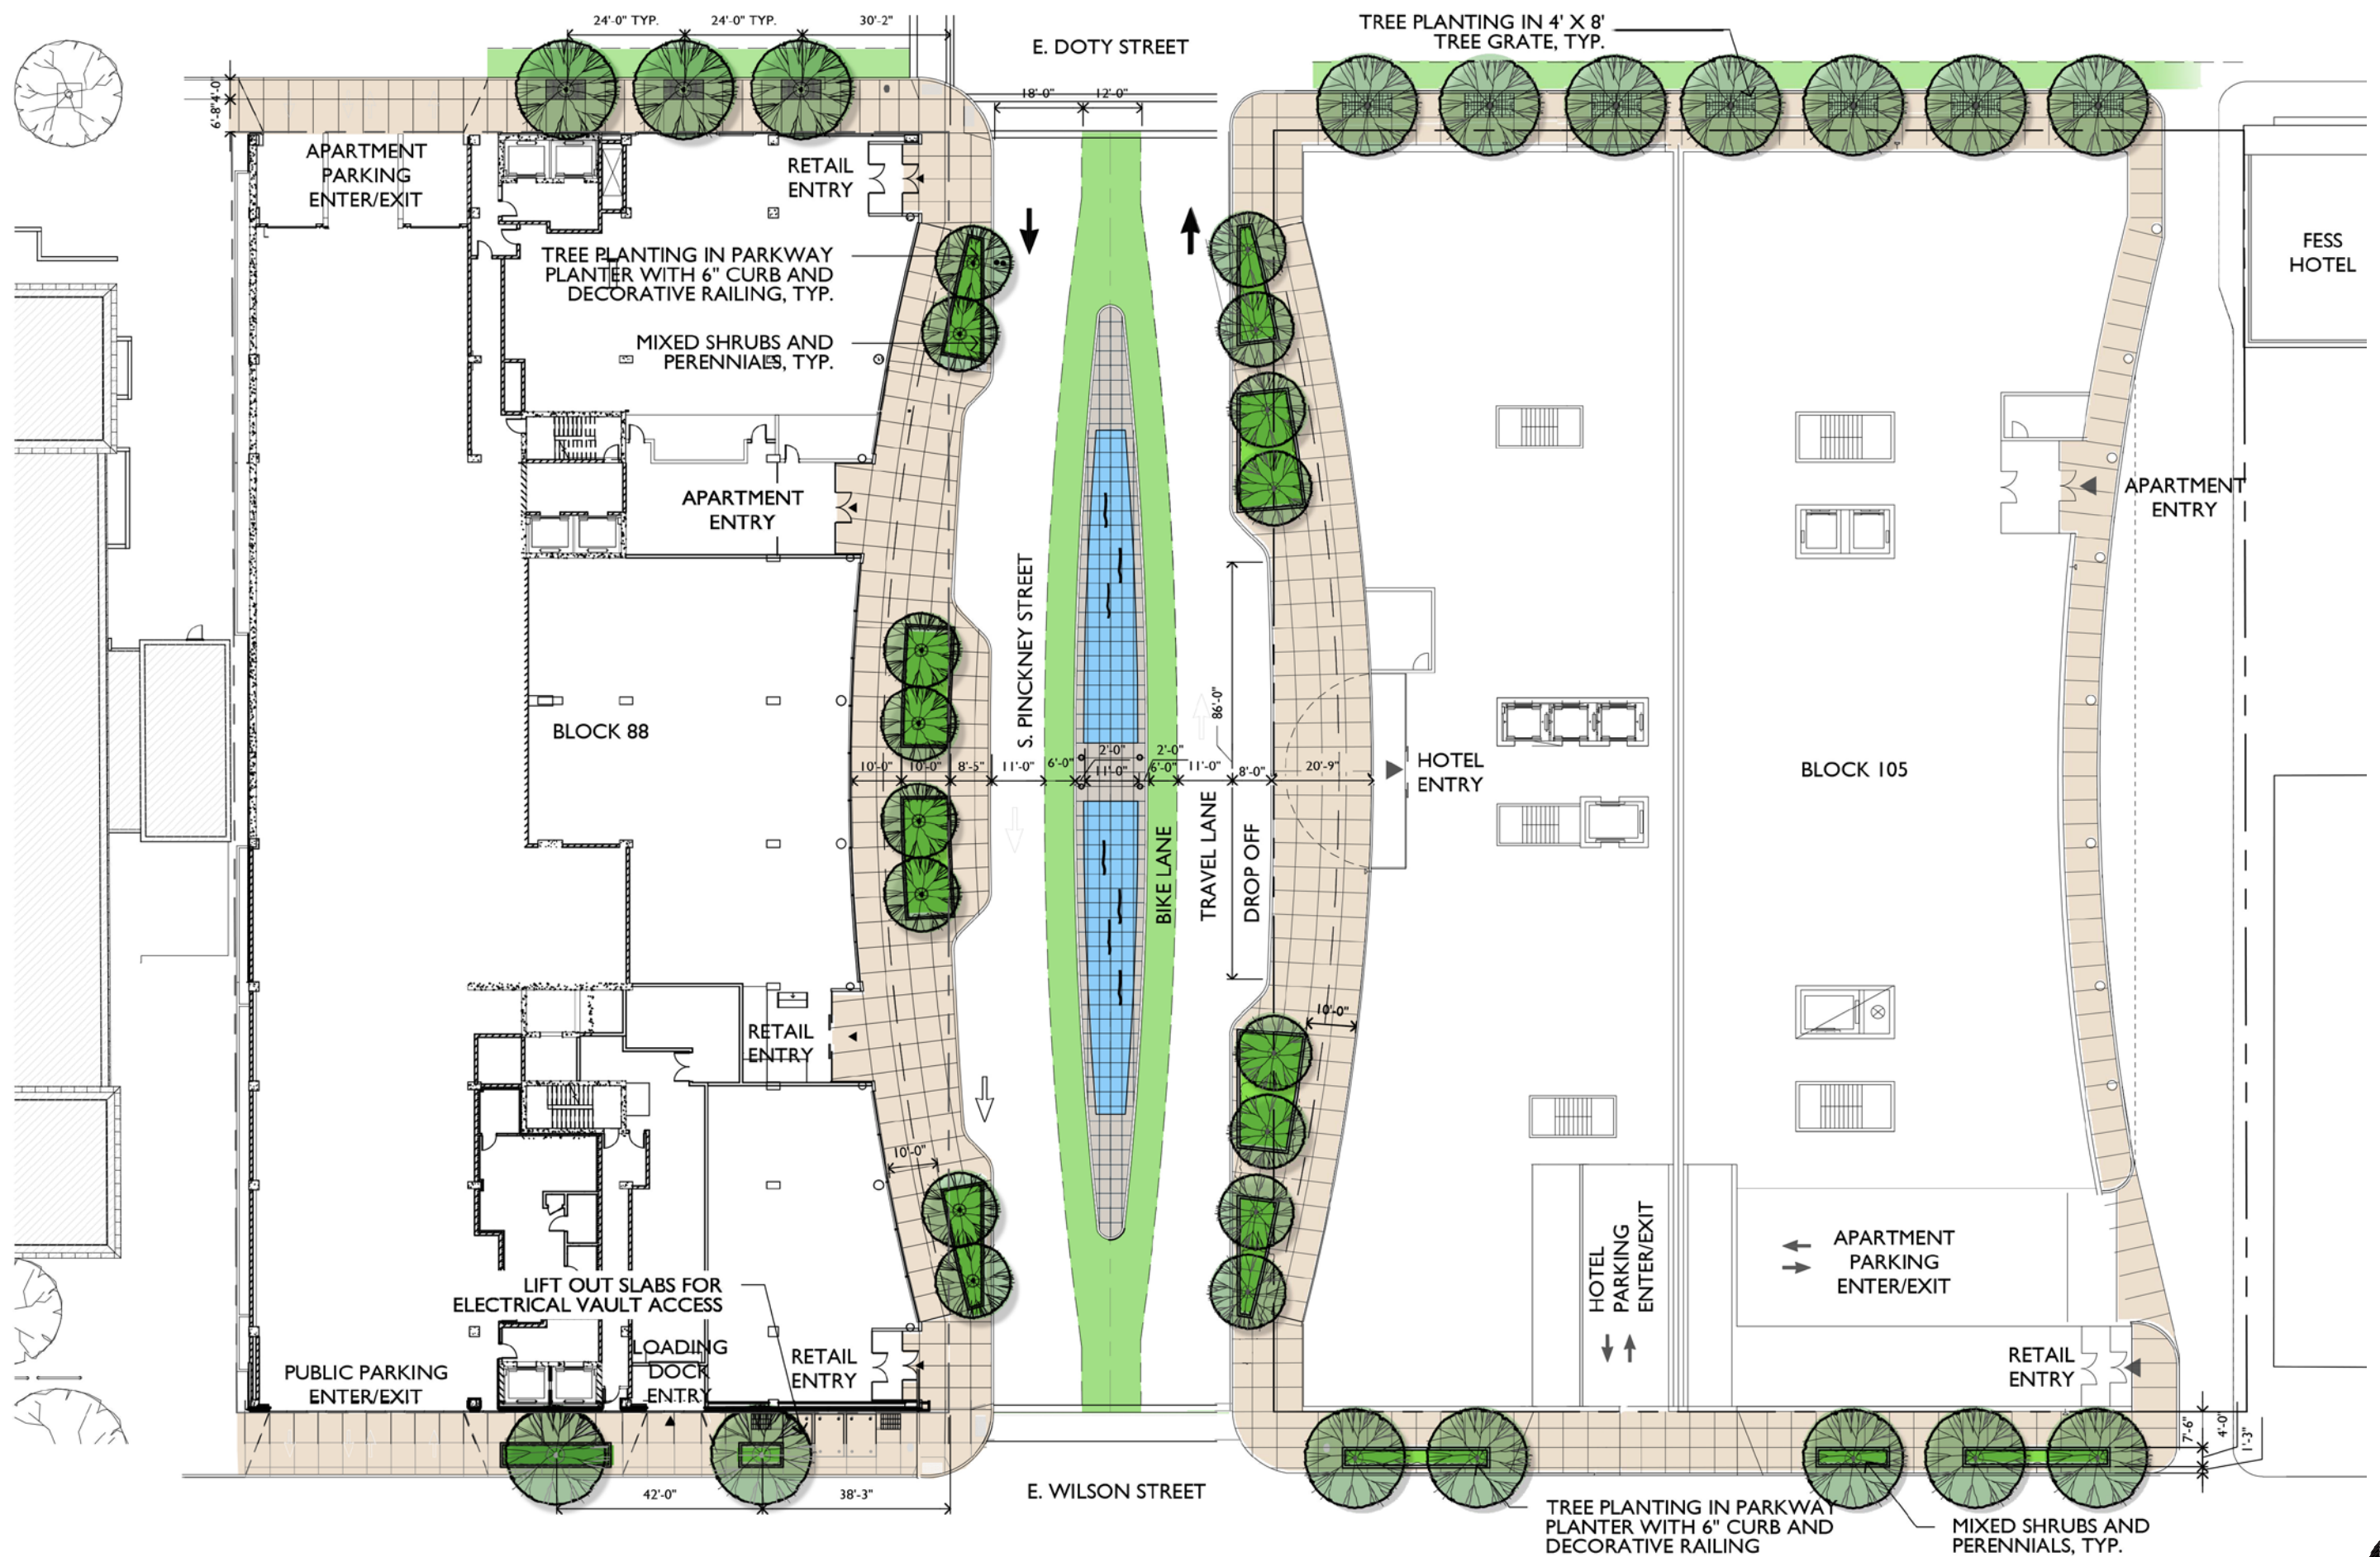 24'-0" TYP.
24'-0" TYP.
30'-2"
E. DOTY STREET
TREE PLANTING IN 4' X 8'
TREE GRATE, TYP.
6'-8"
4'-0"
18'-0"
12'-0"
APARTMENT
PARKING
ENTER/EXIT
RETAIL
ENTRY
TREE PLANTING IN PARKWAY
PLANTER WITH 6" CURB AND
DECORATIVE RAILING, TYP.
MIXED SHRUBS AND
PERENNIALS, TYP.
FESS
HOTEL
APARTMENT
ENTRY
APARTMENT
ENTRY
S. PINCKNEY STREET
BLOCK 88
86'-0"
10'-0"
10'-0"
8'-5"
11'-0"
6'-0"
2'-0"
11'-0"
2'-0"
6'-0"
11'-0"
8'-0"
20'-9"
HOTEL
ENTRY
BLOCK 105
BIKE LANE
TRAVEL LANE
DROP OFF
10'-0"
RETAIL
ENTRY
10'-0"
HOTEL
PARKING
ENTER/EXIT
APARTMENT
PARKING
ENTER/EXIT
LIFT OUT SLABS FOR
ELECTRICAL VAULT ACCESS
LOADING
DOCK
ENTRY
RETAIL
ENTRY
PUBLIC PARKING
ENTER/EXIT
RETAIL
ENTRY
7'-6"
4'-0"
1'-3"
42'-0"
38'-3"
E. WILSON STREET
TREE PLANTING IN PARKWAY
PLANTER WITH 6" CURB AND
DECORATIVE RAILING
MIXED SHRUBS AND
PERENNIALS, TYP.